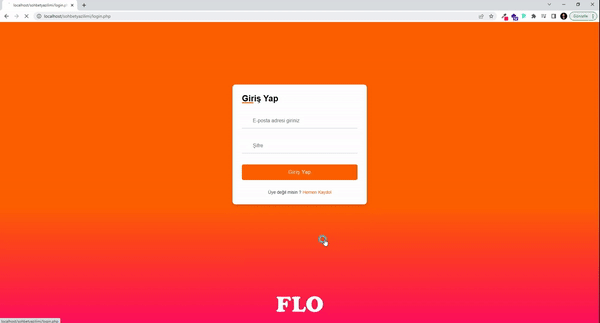 localhost/sohbetyazilimi/login.p
localhost/sohbetyazilimi/login.php
Güncelle
Giriş Yap
E-posta adresi giriniz
Şifre
Giriş Yap
Üye değil misin ? Hemen Kaydol
FLO
localhost/sohbetyazilimi/login.php